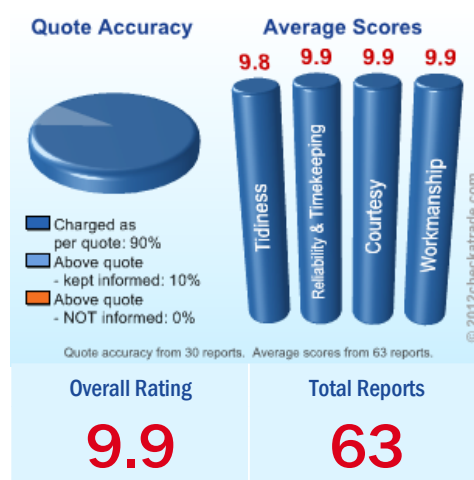 Quote Accuracy
Average Scores
9.8
9.9
9.9
9.9
Tidiness
Reliability & Timekeeping
Courtesy
Workmanship
Charged as
per quote: 90%
Above quote
- kept informed: 10%
Above quote
- NOT informed: 0%
© 2012checkatrade.com
Quote accuracy from 30 reports. Average scores from 63 reports.
Overall Rating
9.9
Total Reports
63